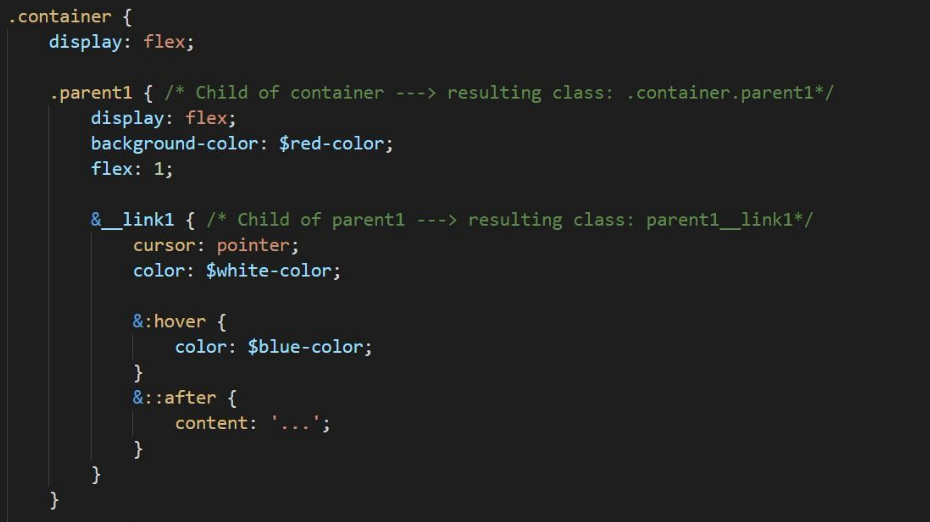 .container {
display: flex;
.parent1 { /* Child of container ---> resulting class: .container.parent1*/
display: flex;
background-color: $red-color;
flex: 1;
&__link1 { /* Child of parent1 ---> resulting class: parent1__link1*/
cursor: pointer;
color: $white-color;
&:hover {
color: $blue-color;
}
&::after {
content: '...';
}
}
}